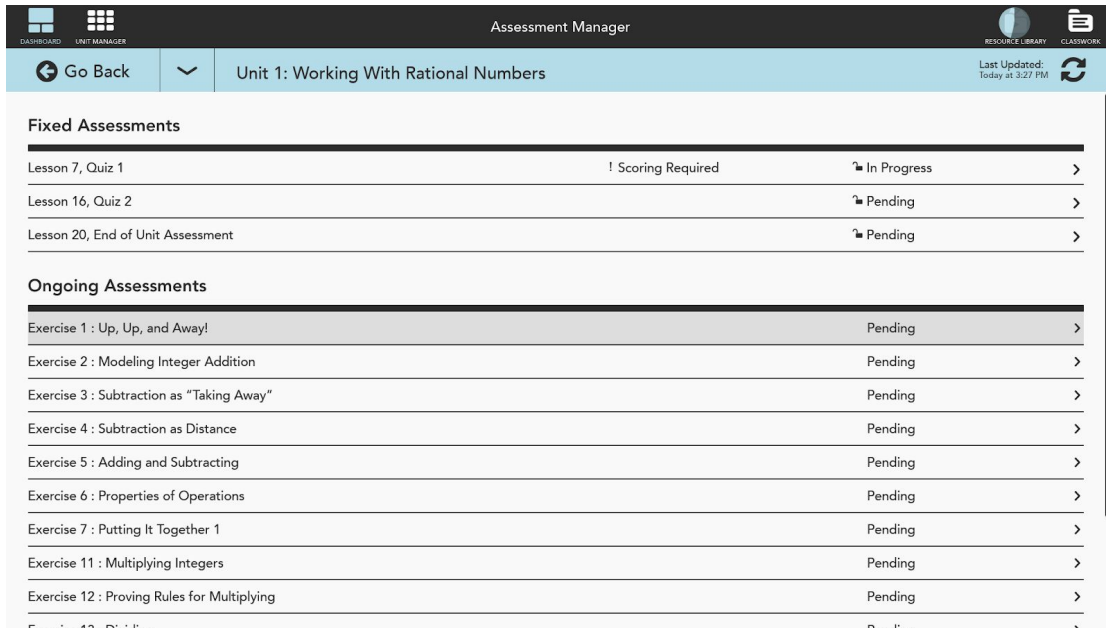 DASHBOARD UNIT MANAGER Assessment Manager RESOURCE LIBRARY CLASSWORK
Go Back Unit 1: Working With Rational Numbers Last Updated:
Today at 3:27 PM
Fixed Assessments
Lesson 7, Quiz 1 ! Scoring Required In Progress
Lesson 16, Quiz 2 Pending
Lesson 20, End of Unit Assessment Pending
Ongoing Assessments
Exercise 1 : Up, Up, and Away! Pending
Exercise 2 : Modeling Integer Addition Pending
Exercise 3 : Subtraction as “Taking Away” Pending
Exercise 4 : Subtraction as Distance Pending
Exercise 5 : Adding and Subtracting Pending
Exercise 6 : Properties of Operations Pending
Exercise 7 : Putting It Together 1 Pending
Exercise 11 : Multiplying Integers Pending
Exercise 12 : Proving Rules for Multiplying Pending